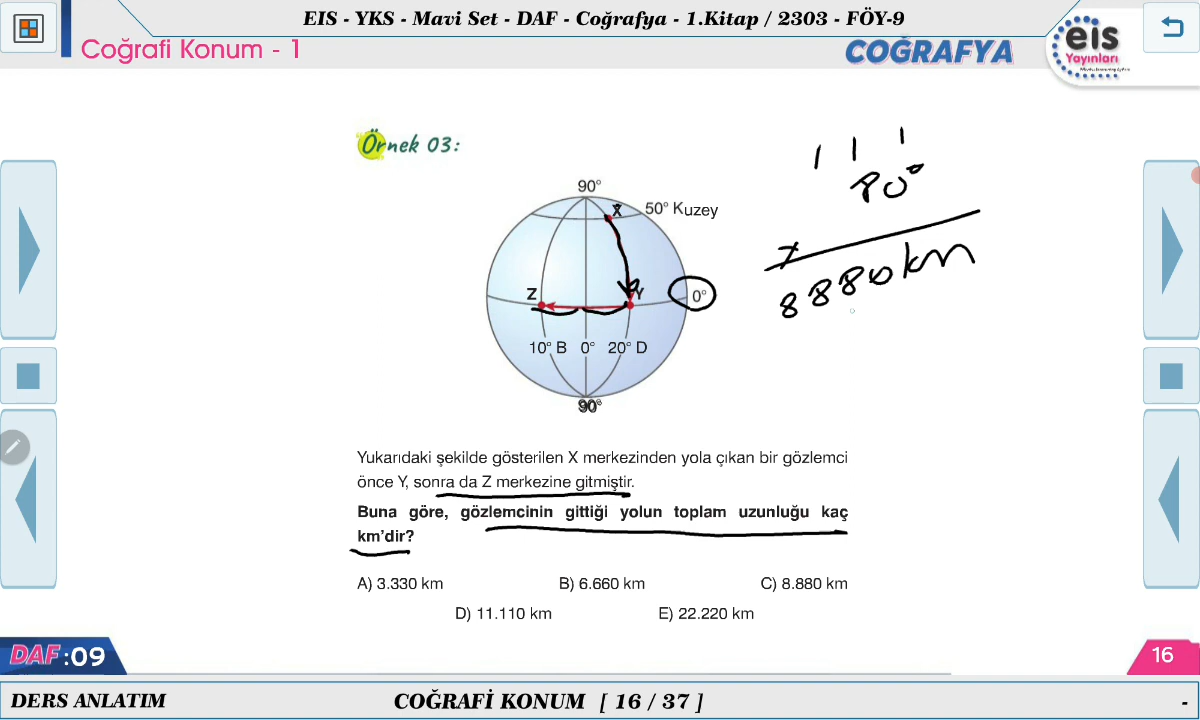 EIS - YKS - Mavi Set - DAF - Coğrafya - 1.Kitap / 2303 - FÖY-9
Coğrafi Konum - 1
COĞRAFYA
eis
Yayınları
Örnek 03:
90°
X
50° Kuzey
Z
Y
0°
10° B 0° 20° D
90°
111
80°
x
8880 km
Yukarıdaki şekilde gösterilen X merkezinden yola çıkan bir gözlemci
önce Y, sonra da Z merkezine gitmiştir.
Buna göre, gözlemcinin gittiği yolun toplam uzunluğu kaç
km'dir?
A) 3.330 km B) 6.660 km C) 8.880 km
D) 11.110 km E) 22.220 km
DAF:09
16
DERS ANLATIM COĞRAFİ KONUM [ 16 / 37 ] -